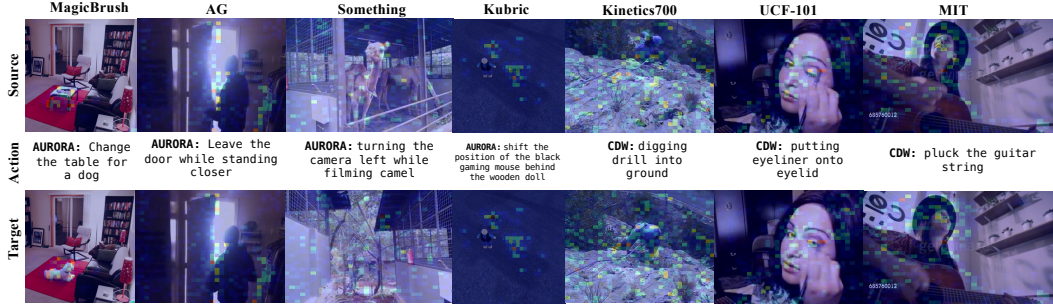 MagicBrush AG Something Kubric Kinetics700 UCF-101 MIT
Source
685760012
Action
AURORA: Change
the table for
a dog
AURORA: Leave the
door while standing
closer
AURORA: turning the
camera left while
filming camel
AURORA: shift the
position of the black
gaming mouse behind
the wooden doll
CDW: digging
drill into
ground
CDW: putting
eyeliner onto
eyelid
CDW: pluck the guitar
string
Target
685760012